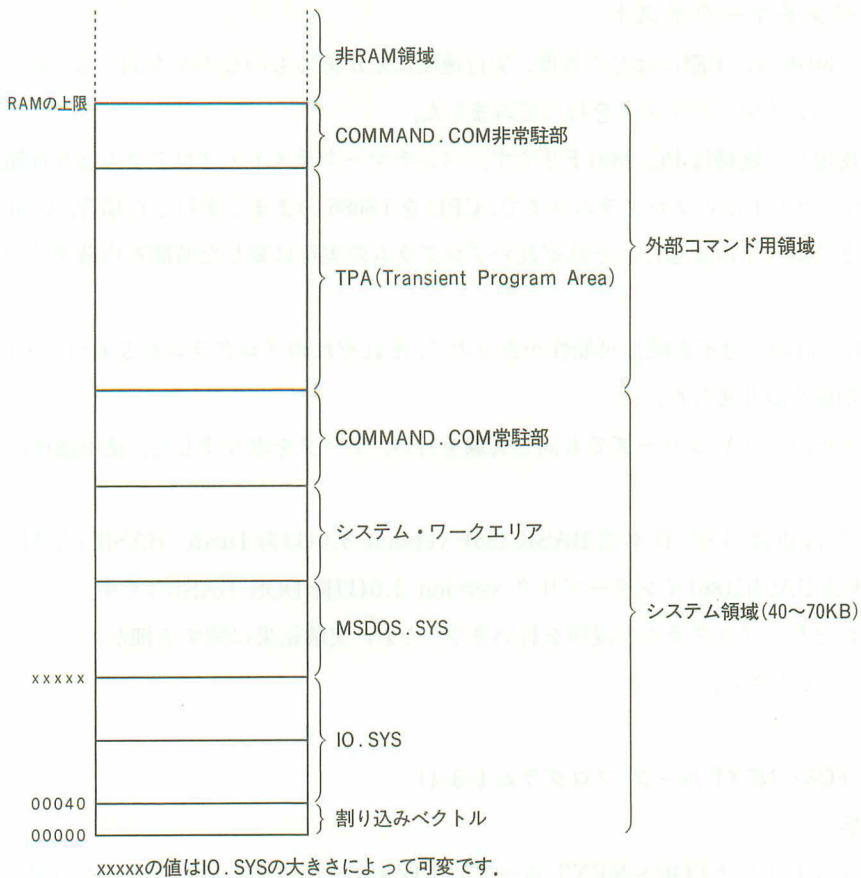 非RAM領域
RAMの上限
COMMAND.COM非常駐部
外部コマンド用領域
TPA(Transient Program Area)
COMMAND.COM常駐部
システム・ワークエリア
システム領域(40〜70KB)
MSDOS.SYS
xxxxx
IO.SYS
00040
割り込みベクトル
00000
xxxxxの値はIO.SYSの大きさによって可変です.